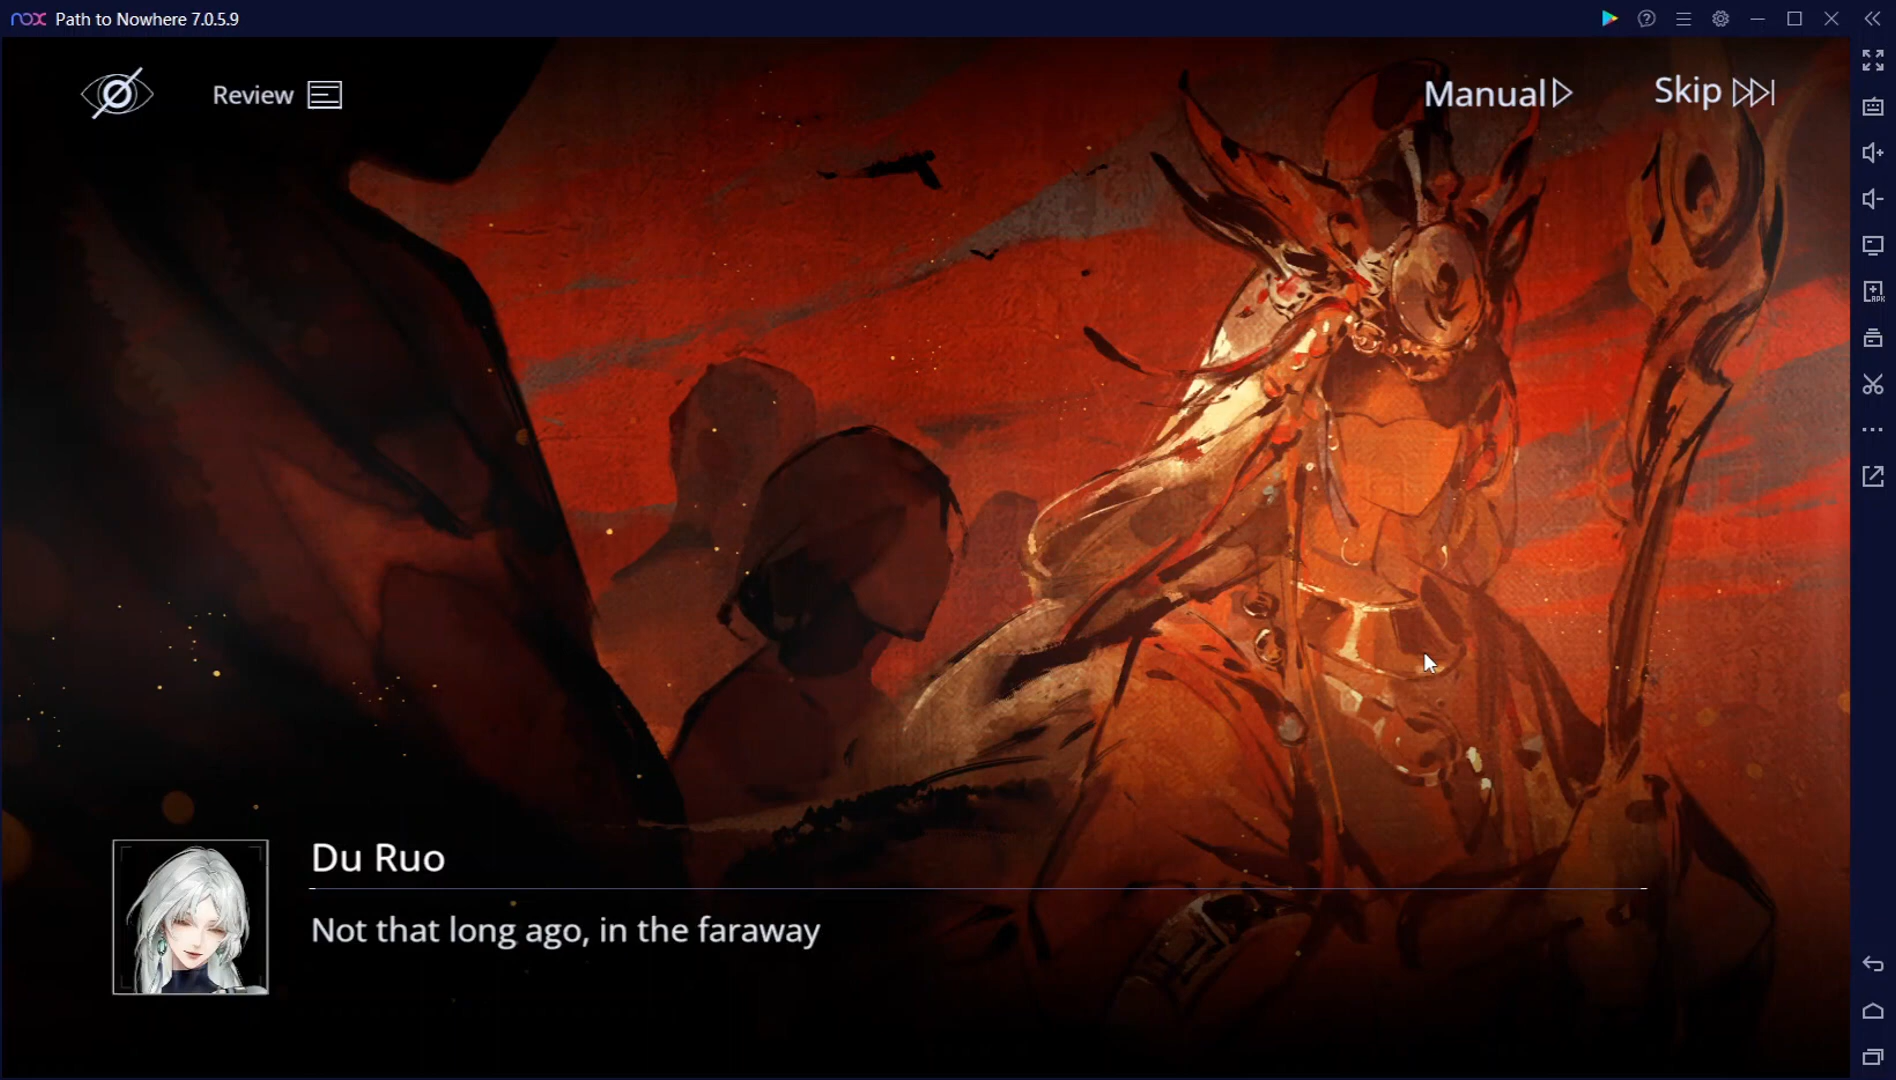 nox Path to Nowhere 7.0.5.9
Review
Manual
Skip
Du Ruo
Not that long ago, in the faraway